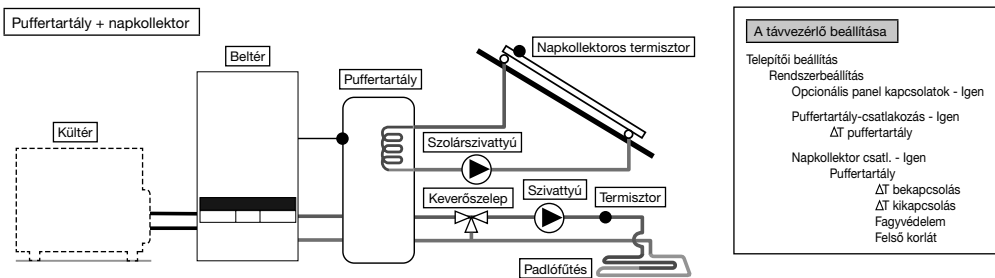 Puffertartály + napkollektor
Beltér
Puffertartály
Napkollektoros termisztor
Kültér
Szolárszivattyú
Keverőszelep
Szivattyú
Termisztor
Padlófűtés
A távvezérlő beállítása
Telepítői beállítás
Rendszerbeállítás
Opcionális panel kapcsolatok - Igen
Puffertartály-csatlakozás - Igen
ΔT puffertartály
Napkollektor csatl. - Igen
Puffertartály
ΔT bekapcsolás
ΔT kikapcsolás
Fagyvédelem
Felső korlát